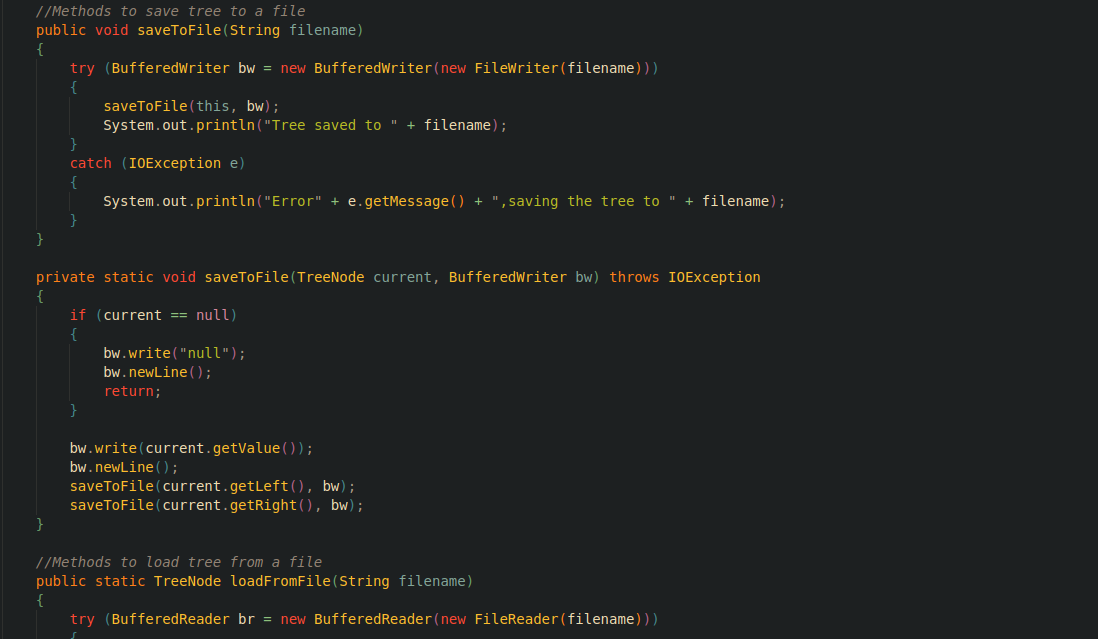 //Methods to save tree to a file
public void saveToFile(String filename)
{
try (BufferedWriter bw = new BufferedWriter(new FileWriter(filename)))
{
saveToFile(this, bw);
System.out.println("Tree saved to " + filename);
}
catch (IOException e)
{
System.out.println("Error" + e.getMessage() + ",saving the tree to " + filename);
}
}
private static void saveToFile(TreeNode current, BufferedWriter bw) throws IOException
{
if (current == null)
{
bw.write("null");
bw.newLine();
return;
}
bw.write(current.getValue());
bw.newLine();
saveToFile(current.getLeft(), bw);
saveToFile(current.getRight(), bw);
}
//Methods to load tree from a file
public static TreeNode loadFromFile(String filename)
{
try (BufferedReader br = new BufferedReader(new FileReader(filename)))
{